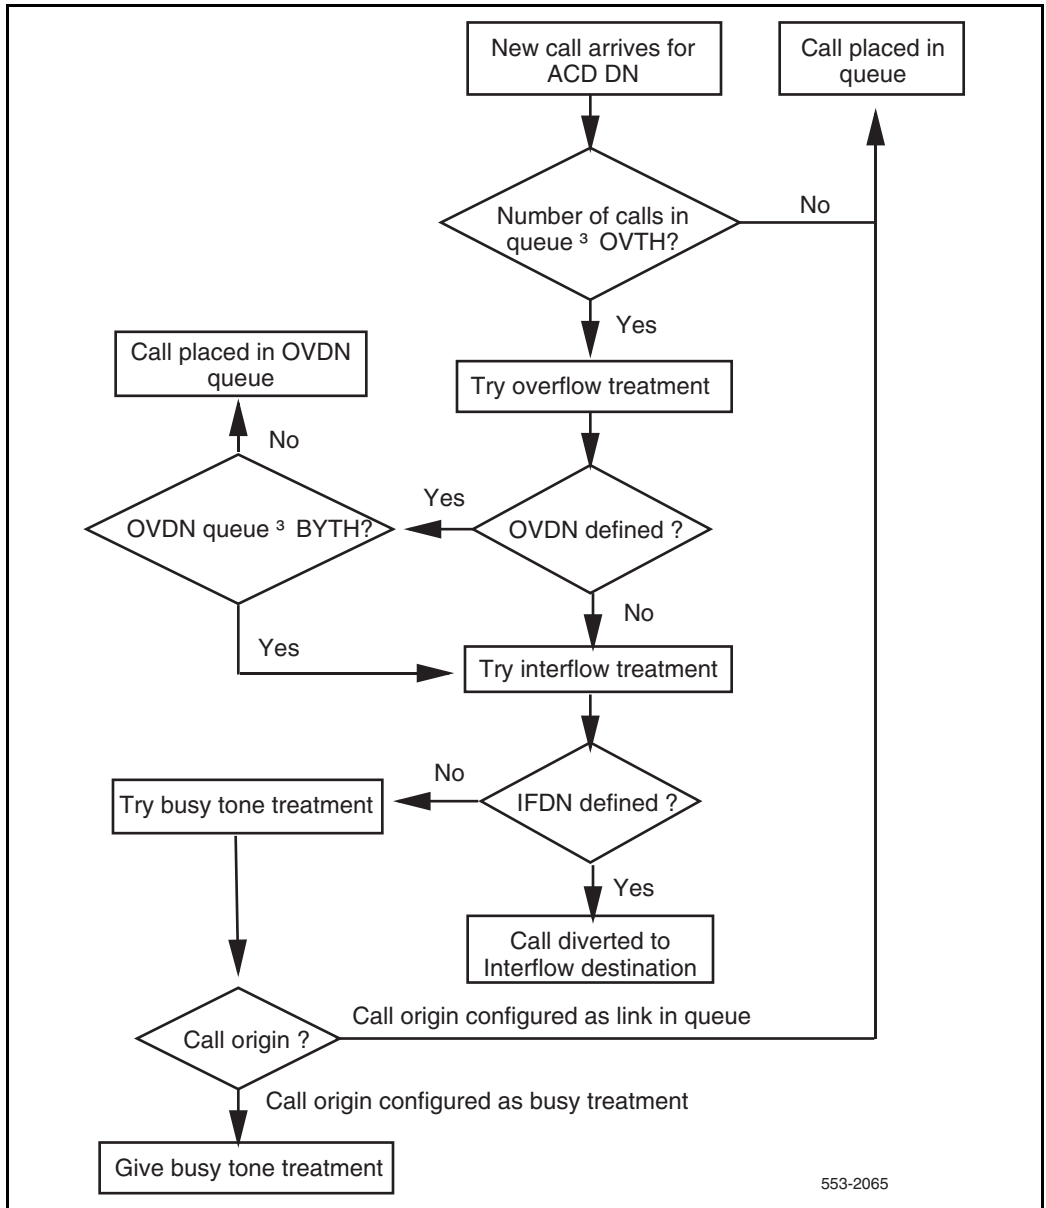 New call arrives for
ACD DN
Call placed in
queue
Number of calls in
queue ³ OVTH?
No
Yes
Call placed in OVDN
queue
Try overflow treatment
No
Yes
OVDN queue ³ BYTH?
OVDN defined ?
No
Yes
Try interflow treatment
No
Try busy tone treatment
IFDN defined ?
Yes
Call diverted to
Interflow destination
Call origin configured as link in queue
Call origin ?
Call origin configured as busy treatment
Give busy tone treatment
553-2065